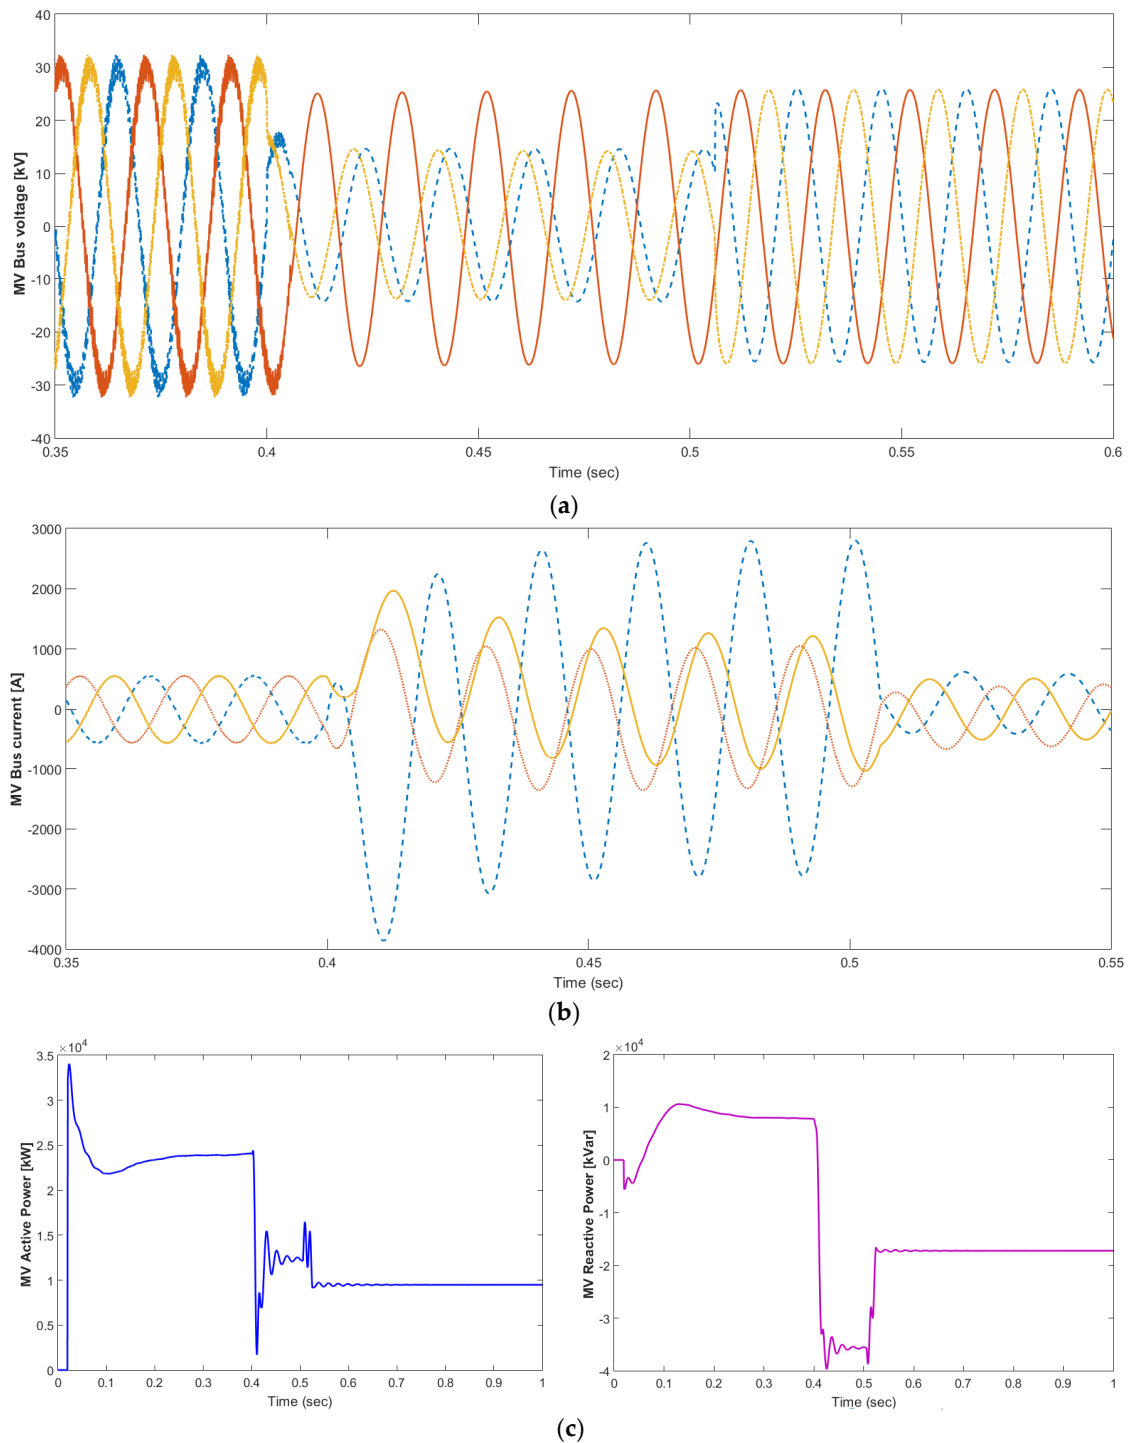 40
30
20
10
0
-10
-20
-30
-40
MV Bus voltage [kV]
0.35 0.4 0.45 0.5 0.55 0.6
Time (sec)
(a)
3000
2000
1000
0
-1000
-2000
-3000
-4000
MV Bus current [A]
0.35 0.4 0.45 0.5 0.55
Time (sec)
(b)
×10^4
3.5
3
2.5
2
1.5
1
0.5
0
MV Active Power [kW]
0 0.1 0.2 0.3 0.4 0.5 0.6 0.7 0.8 0.9 1
Time (sec)
×10^4
2
1
0
-1
-2
-3
-4
MV Reactive Power [kVar]
0 0.1 0.2 0.3 0.4 0.5 0.6 0.7 0.8 0.9 1
Time (sec)
(c)